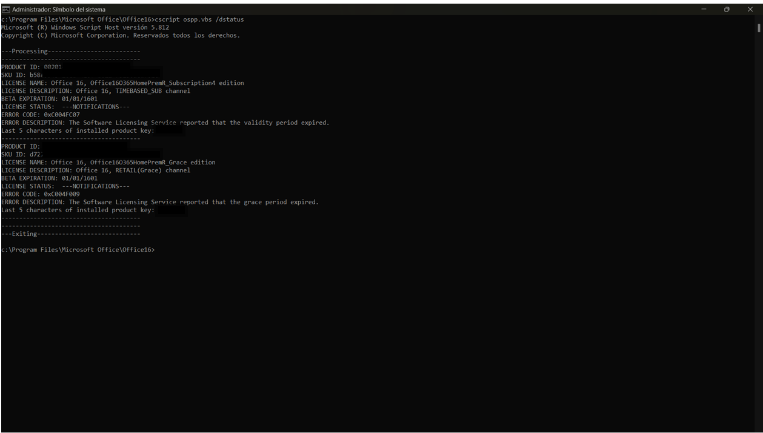 Administrador: Símbolo del sistema
c:\Program Files\Microsoft Office\Office16>cscript ospp.vbs /dstatus
Microsoft (R) Windows Script Host versión 5.812
Copyright (C) Microsoft Corporation. Reservados todos los derechos.
---Processing--------------------------
---------------------------------------
PRODUCT ID: 00201
SKU ID: b58
LICENSE NAME: Office 16, Office16O365HomePremR_Subscription4 edition
LICENSE DESCRIPTION: Office 16, TIMEBASED_SUB channel
BETA EXPIRATION: 01/01/1601
LICENSE STATUS:  ---NOTIFICATIONS---
ERROR CODE: 0xC004FC07
ERROR DESCRIPTION: The Software Licensing Service reported that the validity period expired.
Last 5 characters of installed product key:
---------------------------------------
PRODUCT ID:
SKU ID: d72
LICENSE NAME: Office 16, Office16O365HomePremR_Grace edition
LICENSE DESCRIPTION: Office 16, RETAIL(Grace) channel
BETA EXPIRATION: 01/01/1601
LICENSE STATUS:  ---NOTIFICATIONS---
ERROR CODE: 0xC004F009
ERROR DESCRIPTION: The Software Licensing Service reported that the grace period expired.
Last 5 characters of installed product key:
---------------------------------------
---------------------------------------
---Exiting-----------------------------
c:\Program Files\Microsoft Office\Office16>